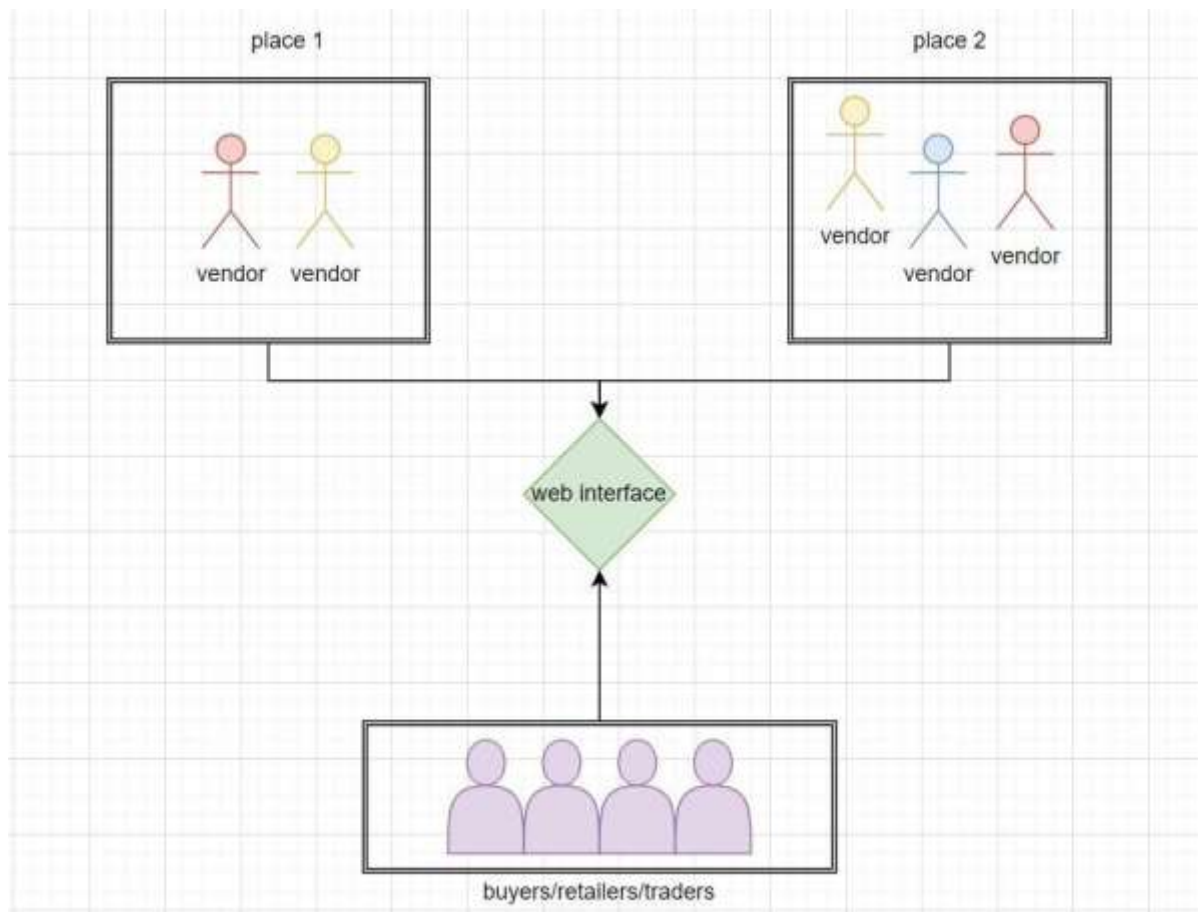 place 1
place 2
vendor
vendor
vendor
vendor
vendor
web interface
buyers/retailers/traders